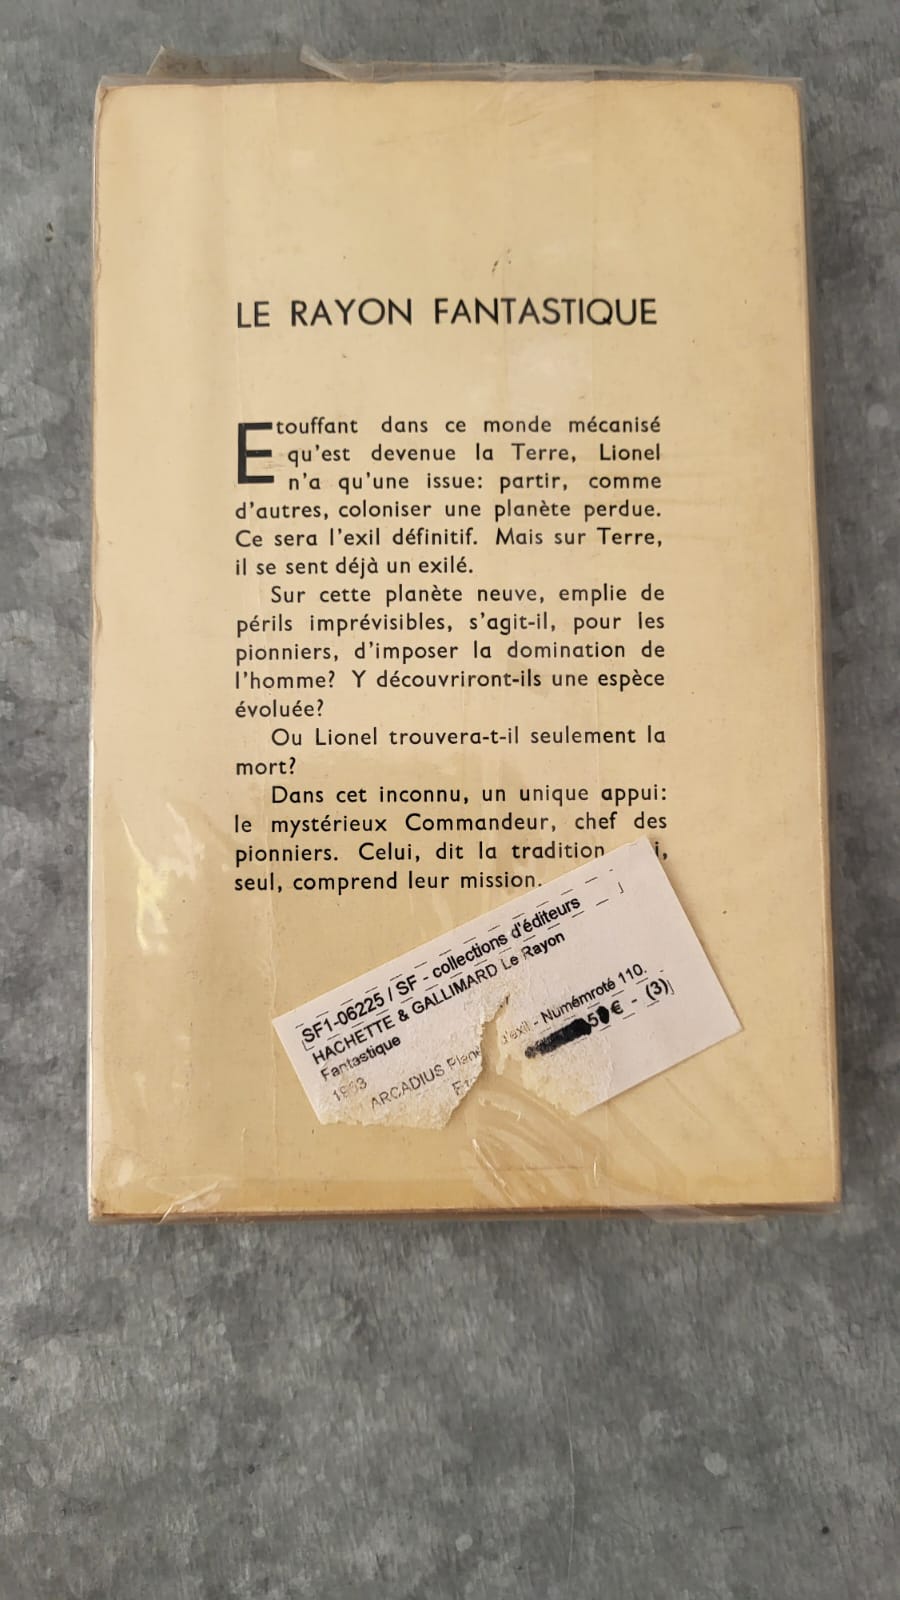 LE RAYON FANTASTIQUE
Etouffant dans ce monde mécanisé
qu'est devenue la Terre, Lionel
n'a qu'une issue: partir, comme
d'autres, coloniser une planète perdue.
Ce sera l'exil définitif. Mais sur Terre,
il se sent déjà un exilé.
Sur cette planète neuve, emplie de
périls imprévisibles, s'agit-il, pour les
pionniers, d'imposer la domination de
l'homme? Y découvriront-ils une espèce
évoluée?
Ou Lionel trouvera-t-il seulement la
mort?
Dans cet inconnu, un unique appui:
le mystérieux Commandeur, chef des
pionniers. Celui, dit la tradition
seul, comprend leur mission.
SF1-06225 / SF - collections d'éditeurs
HACHETTE & GALLIMARD Le Rayon
Fantastique
ARCADIUS d'exil - Numémroté 110.
€ - (3)